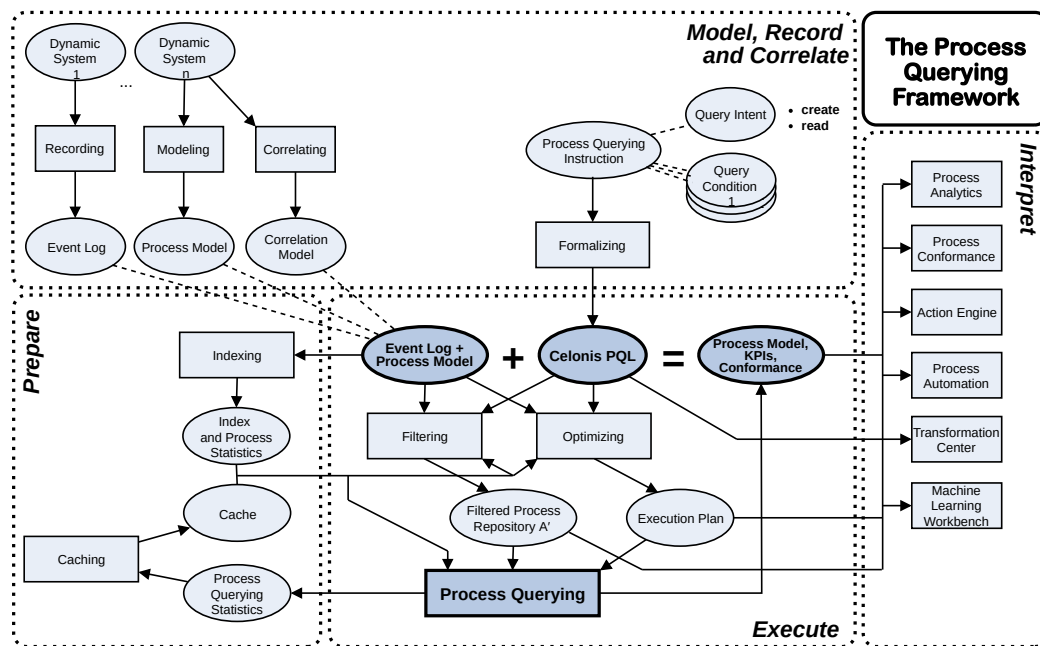 Model, Record
and Correlate
The Process
Querying
Framework
Dynamic
System
1
...
Dynamic
System
n
Recording
Modeling
Correlating
Event Log
Process Model
Correlation
Model
Process Querying
Instruction
Query Intent
• create
• read
Query
Condition
1
Formalizing
Interpret
Process
Analytics
Process
Conformance
Action Engine
Process
Automation
Transformation
Center
Machine
Learning
Workbench
Prepare
Indexing
Index
and Process
Statistics
Cache
Caching
Process
Querying
Statistics
Event Log +
Process Model
+
Celonis PQL
=
Process Model,
KPIs,
Conformance
Filtering
Optimizing
Filtered Process
Repository A′
Execution Plan
Process Querying
Execute